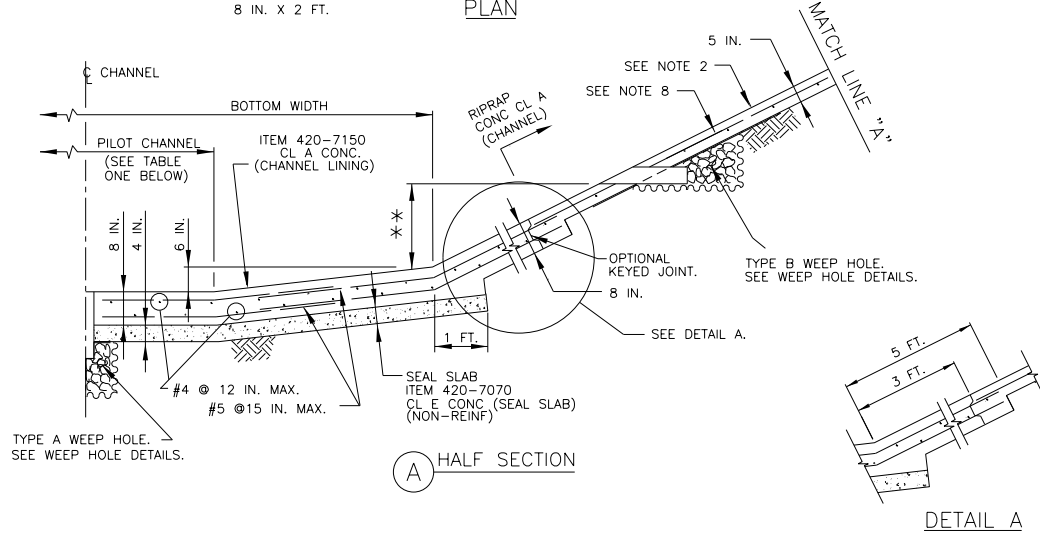 8 IN. X 2 FT.
PLAN
MATCH LINE "A"
5 IN.
SEE NOTE 2
SEE NOTE 8
℄ CHANNEL
RIPRAP
CONC CL A
(CHANNEL)
BOTTOM WIDTH
PILOT CHANNEL
(SEE TABLE
ONE BELOW)
ITEM 420-7150
CL A CONC.
(CHANNEL LINING)
**
8 IN.
4 IN.
6 IN.
OPTIONAL
KEYED JOINT.
8 IN.
TYPE B WEEP HOLE.
SEE WEEP HOLE DETAILS.
SEE DETAIL A.
1 FT.
5 FT.
3 FT.
#4 @ 12 IN. MAX.
#5 @15 IN. MAX.
SEAL SLAB
ITEM 420-7070
CL E CONC (SEAL SLAB)
(NON-REINF)
TYPE A WEEP HOLE.
SEE WEEP HOLE DETAILS.
A HALF SECTION
DETAIL A